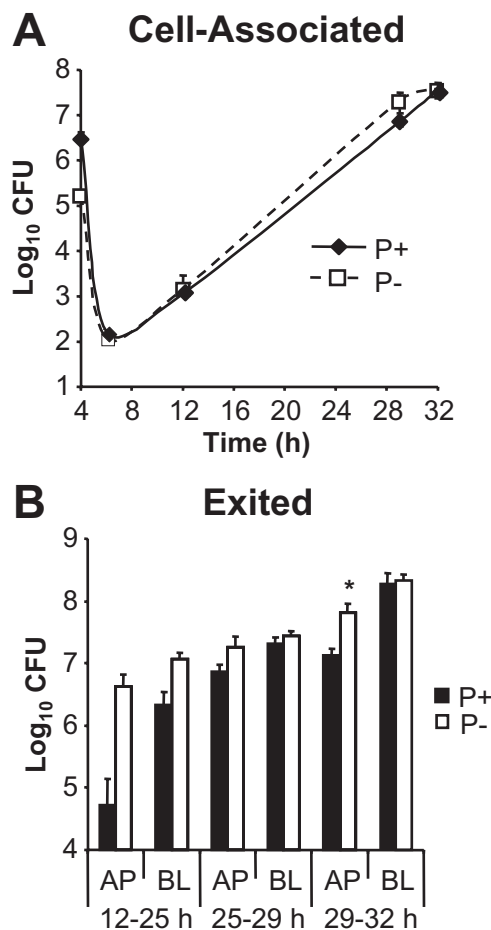 A Cell-Associated
8
7
6
5
4
3
2
1
Log10 CFU
P+
P-
4 8 12 16 20 24 28 32
Time (h)
B Exited
9
8
7
6
5
4
Log10 CFU
*
P+
P-
AP BL AP BL AP BL
12-25 h 25-29 h 29-32 h